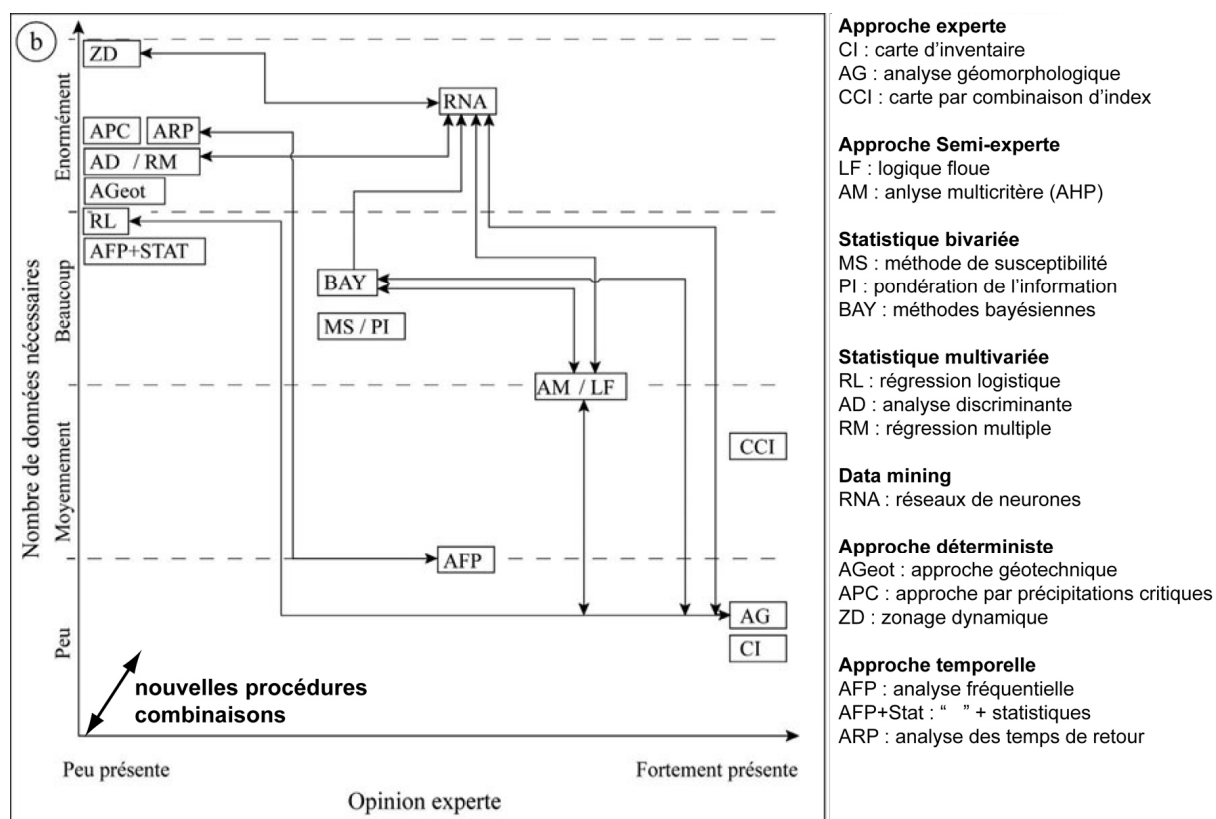 b
ZD
RNA
APC
ARP
AD / RM
AGeot
RL
AFP+STAT
BAY
MS / PI
AM / LF
CCI
AFP
AG
CI
Enormément
Beaucoup
Moyennement
Peu
Nombre de données nécessaires
nouvelles procédures
combinaisons
Peu présente
Fortement présente
Opinion experte
Approche experte
CI : carte d'inventaire
AG : analyse géomorphologique
CCI : carte par combinaison d'index
Approche Semi-experte
LF : logique floue
AM : anlyse multicritère (AHP)
Statistique bivariée
MS : méthode de susceptibilité
PI : pondération de l'information
BAY : méthodes bayésiennes
Statistique multivariée
RL : régression logistique
AD : analyse discriminante
RM : régression multiple
Data mining
RNA : réseaux de neurones
Approche déterministe
AGeot : approche géotechnique
APC : approche par précipitations critiques
ZD : zonage dynamique
Approche temporelle
AFP : analyse fréquentielle
AFP+Stat : “ ” + statistiques
ARP : analyse des temps de retour